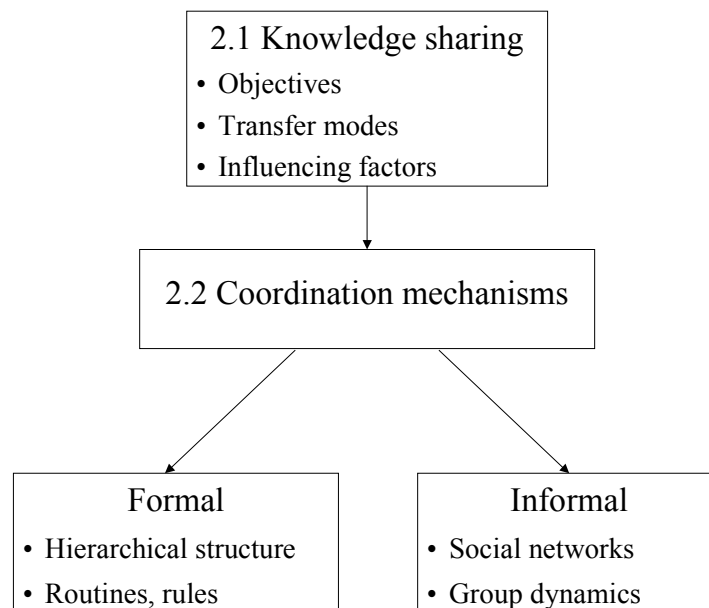 2.1 Knowledge sharing
• Objectives
• Transfer modes
• Influencing factors
2.2 Coordination mechanisms
Formal
• Hierarchical structure
• Routines, rules
Informal
• Social networks
• Group dynamics